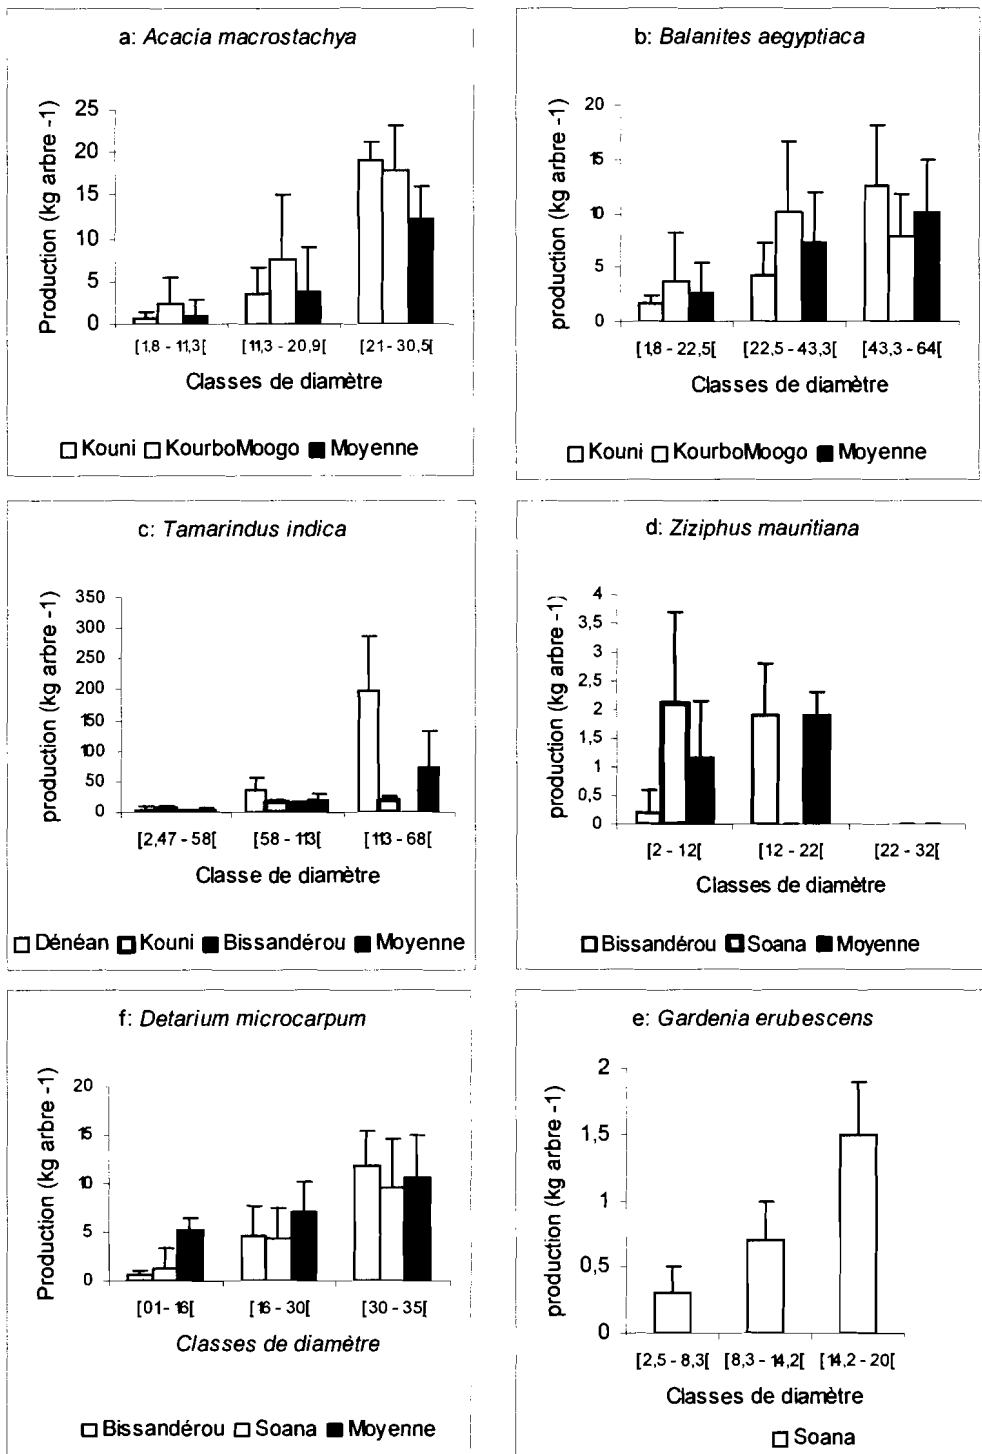 a: Acacia macrostachya
Production (kg arbre -1)
25
20
15
10
5
0
[1,8 - 11,3[ [11,3 - 20,9[ [21 - 30,5[
Classes de diamètre
Kouni KourboMoogo Moyenne
b: Balanites aegyptiaca
production (kg arbre -1)
20
15
10
5
0
[1,8 - 22,5[ [22,5 - 43,3[ [43,3 - 64[
Classes de diamètre
Kouni KourboMoogo Moyenne
c: Tamarindus indica
production (kg arbre -1)
350
300
250
200
150
100
50
0
[2,47 - 58[ [58 - 113[ [113 - 68[
Classe de diamètre
Dénéan Kouni Bissandérou Moyenne
d: Ziziphus mauritiana
production (kg arbre -1)
4
3,5
3
2,5
2
1,5
1
0,5
0
[2 - 12[ [12 - 22[ [22 - 32[
Classes de diamètre
Bissandérou Soana Moyenne
f: Detarium microcarpum
Production (kg arbre -1)
20
15
10
5
0
[01 - 16[ [16 - 30[ [30 - 35[
Classes de diamètre
Bissandérou Soana Moyenne
e: Gardenia erubescens
production (kg arbre -1)
2
1,5
1
0,5
0
[2,5 - 8,3[ [8,3 - 14,2[ [14,2 - 20[
Classes de diamètre
Soana